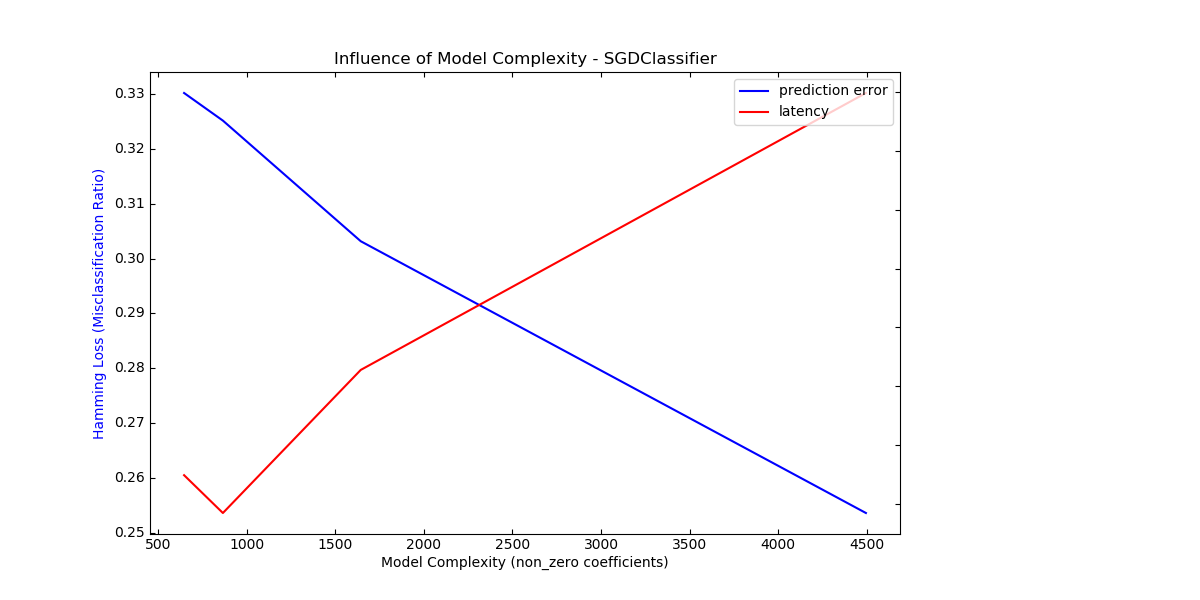 Influence of Model Complexity - SGDClassifier
prediction error
latency
Hamming Loss (Misclassification Ratio)
0.33
0.32
0.31
0.30
0.29
0.28
0.27
0.26
0.25
500 1000 1500 2000 2500 3000 3500 4000 4500
Model Complexity (non_zero coefficients)